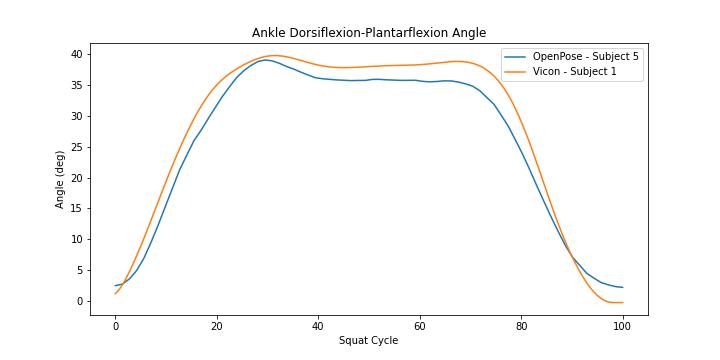 Ankle Dorsiflexion-Plantarflexion Angle
OpenPose - Subject 5
Vicon - Subject 1
Angle (deg)
40
35
30
25
20
15
10
5
0
0 20 40 60 80 100
Squat Cycle